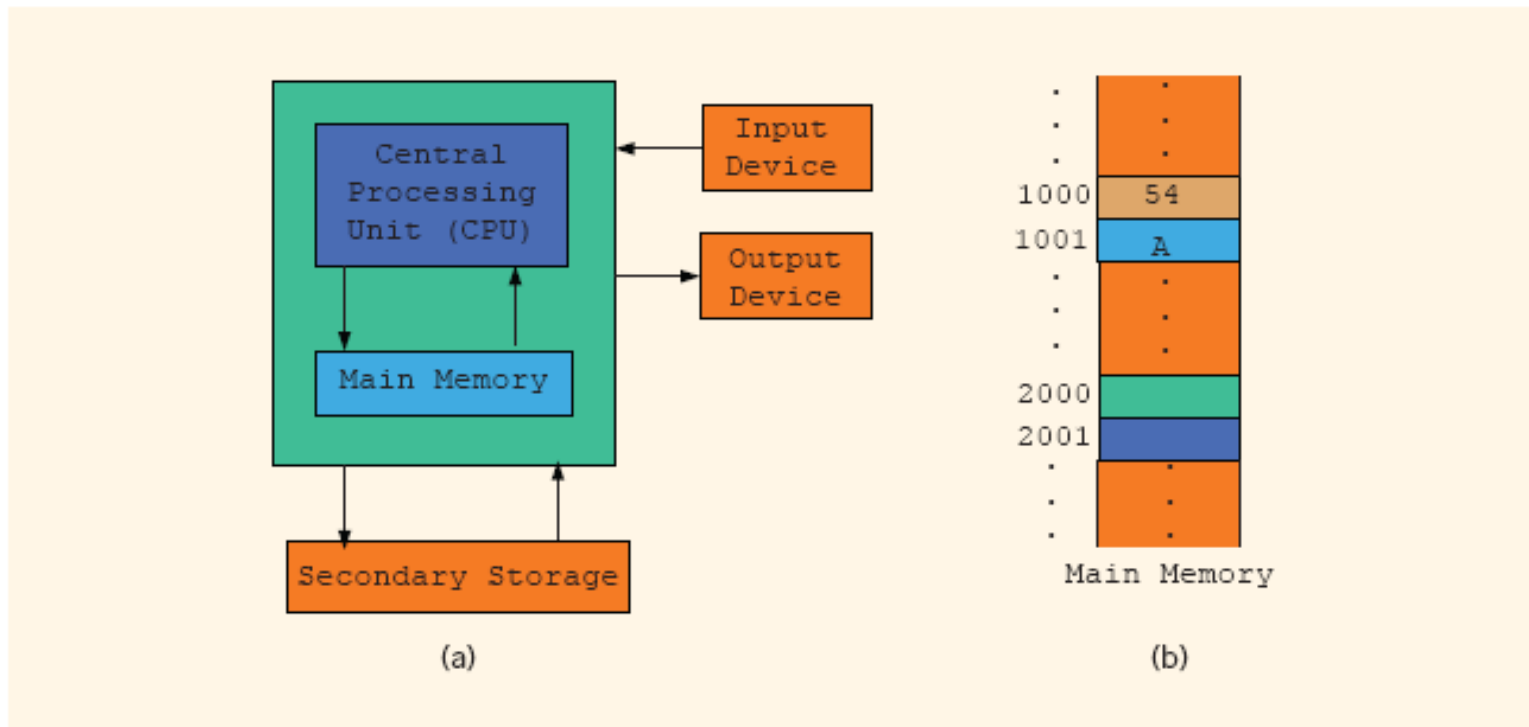 Central
Processing
Unit (CPU)
Main Memory
Input
Device
Output
Device
Secondary Storage
(a)
1000 54
1001 A
2000
2001
Main Memory
(b)